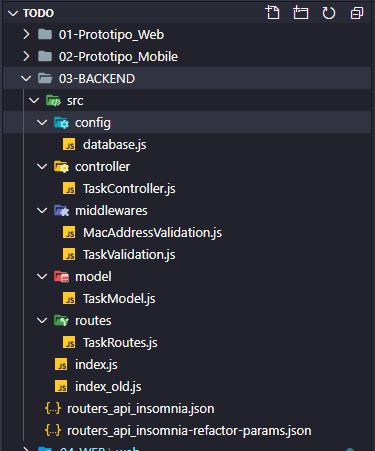 TODO
01-Prototipo_Web
02-Prototipo_Mobile
03-BACKEND
src
config
JS database.js
controller
JS TaskController.js
middlewares
JS MacAddressValidation.js
JS TaskValidation.js
model
JS TaskModel.js
routes
JS TaskRoutes.js
JS index.js
JS index_old.js
{..} routers_api_insomnia.json
{..} routers_api_insomnia-refactor-params.json